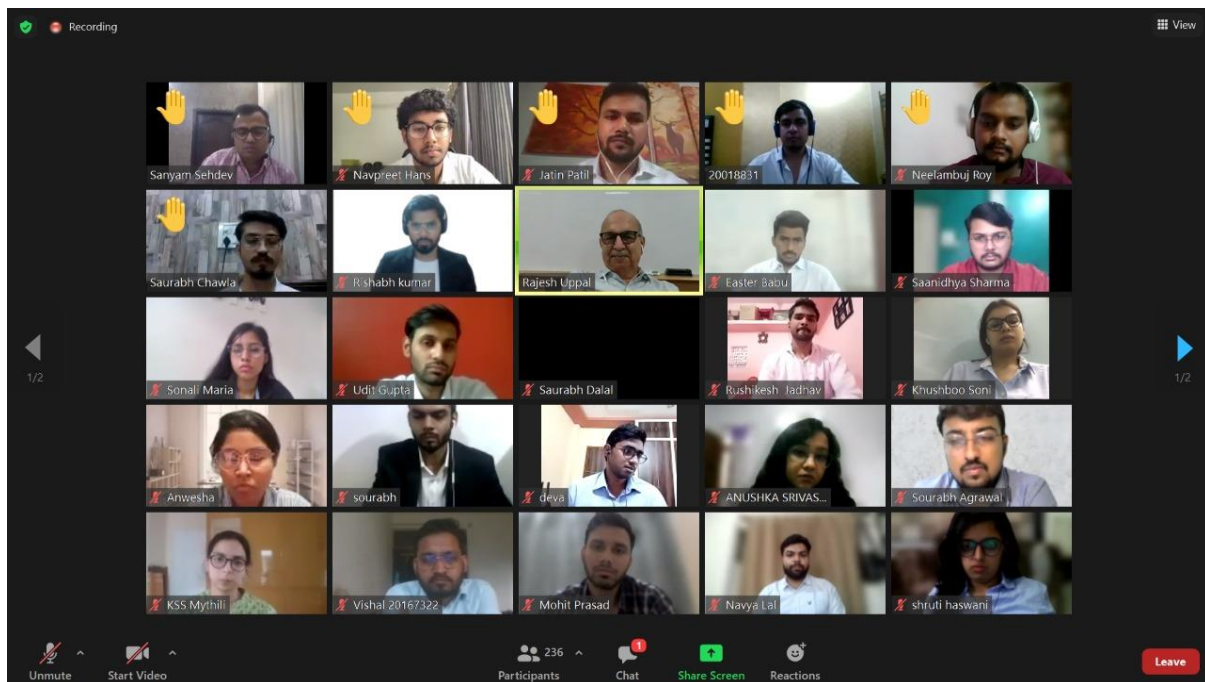 Recording
View
Sanyam Sehdev
Navpreet Hans
Jatin Patil
20018831
Neelambuj Roy
Saurabh Chawla
Rishabh kumar
Rajesh Uppal
Easter Babu
Saanidhya Sharma
Sonali Maria
Udit Gupta
Saurabh Dalal
Rushikesh Jadhav
Khushboo Soni
1/2
1/2
Anwesha
sourabh
deva
ANUSHKA SRIVAS...
Sourabh Agrawal
KSS Mythili
Vishal 20167322
Mohit Prasad
Navya Lal
shruti haswani
Unmute
Start Video
236
Participants
1
Chat
Share Screen
Reactions
Leave